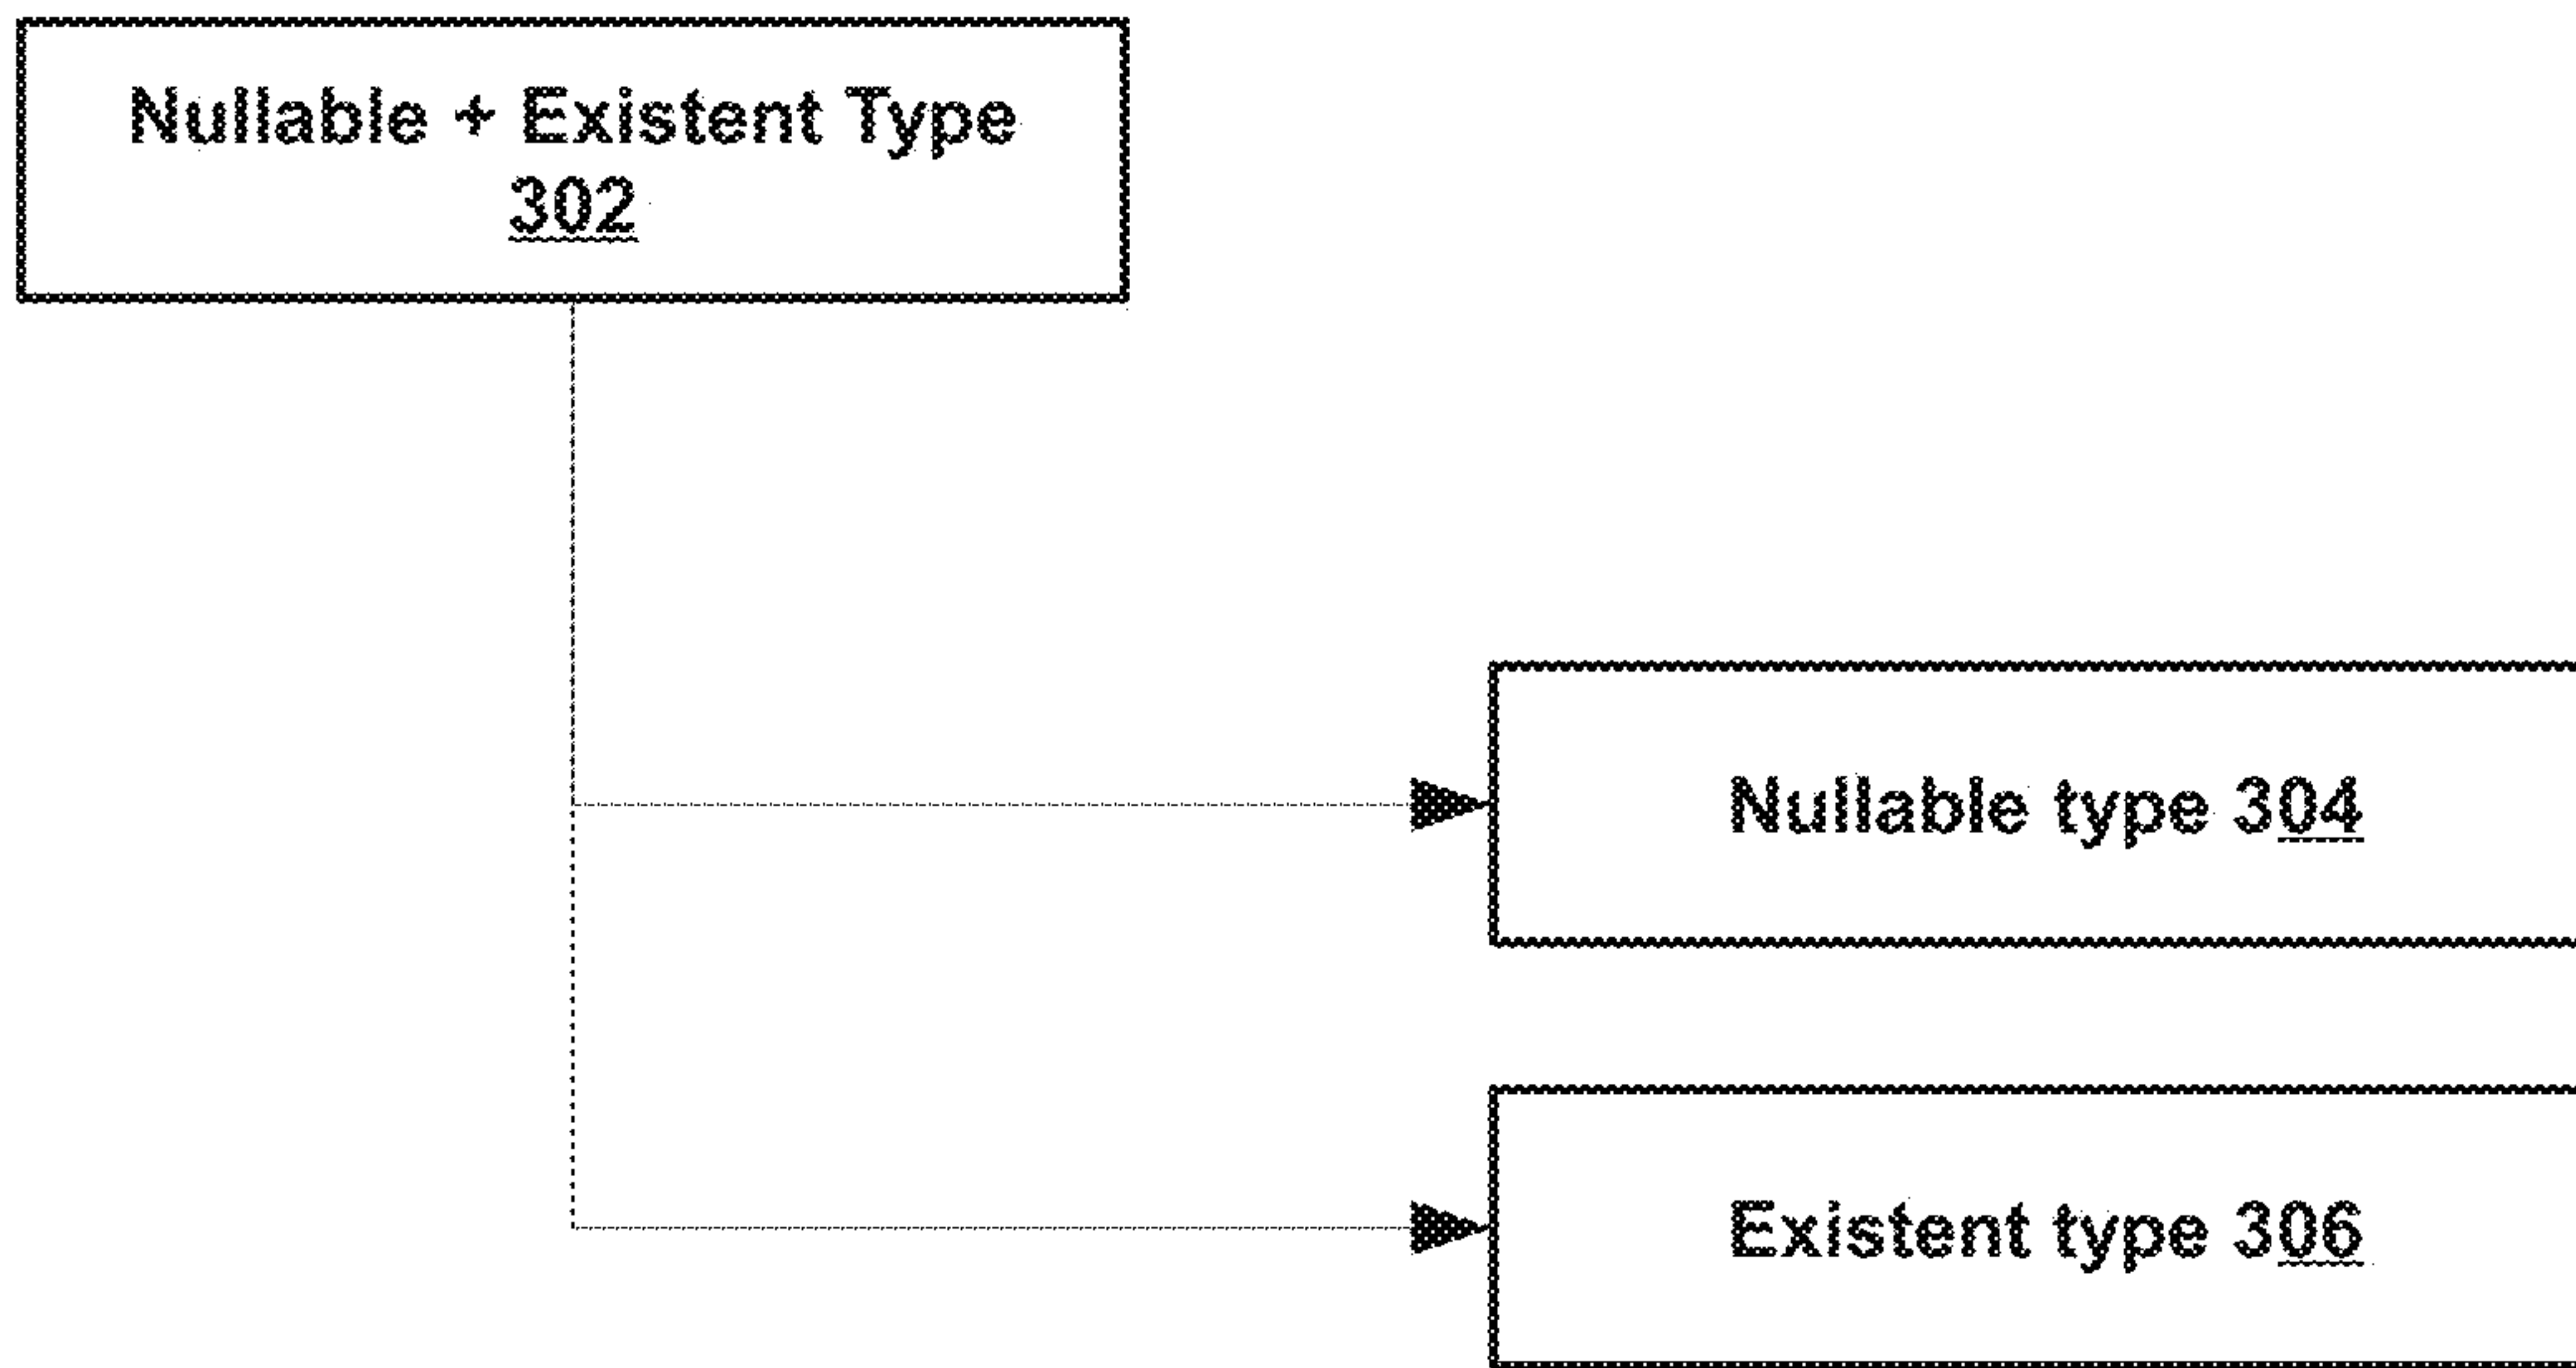 Nullable + Existent Type
302
Nullable type 304
Existent type 306